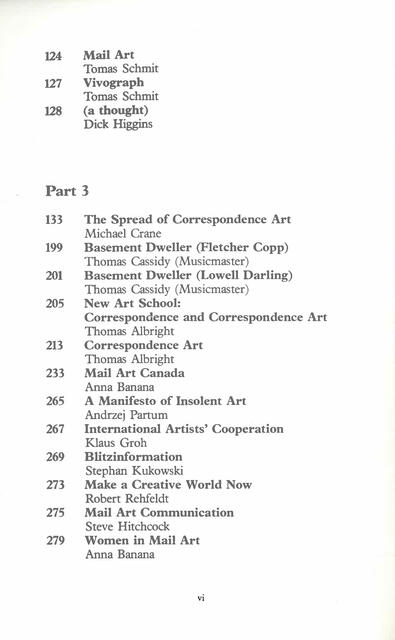 124 Mail Art
Tomas Schmit
127 Vivograph
Tomas Schmit
128 (a thought)
Dick Higgins
Part 3
133 The Spread of Correspondence Art
Michael Crane
199 Basement Dweller (Fletcher Copp)
Thomas Cassidy (Musicmaster)
201 Basement Dweller (Lowell Darling)
Thomas Cassidy (Musicmaster)
205 New Art School:
Correspondence and Correspondence Art
Thomas Albright
213 Correspondence Art
Thomas Albright
233 Mail Art Canada
Anna Banana
265 A Manifesto of Insolent Art
Andrzej Partum
267 International Artists' Cooperation
Klaus Groh
269 Blitzinformation
Stephan Kukowski
273 Make a Creative World Now
Robert Rehfeldt
275 Mail Art Communication
Steve Hitchcock
279 Women in Mail Art
Anna Banana
vi